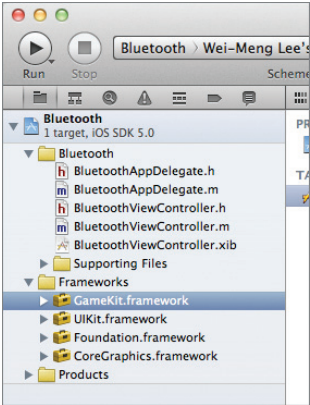 Bluetooth › Wei-Meng Lee's
Run
Stop
Scheme
Bluetooth
1 target, iOS SDK 5.0
Bluetooth
BluetoothAppDelegate.h
BluetoothAppDelegate.m
BluetoothViewController.h
BluetoothViewController.m
BluetoothViewController.xib
Supporting Files
Frameworks
GameKit.framework
UIKit.framework
Foundation.framework
CoreGraphics.framework
Products
PR
TA